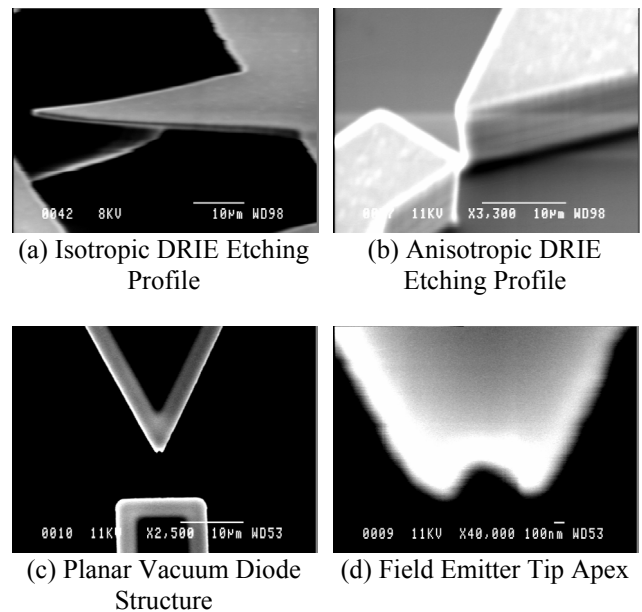 0042 8KV 10µm WD98
11KV X3,300 10µm WD98
(a) Isotropic DRIE Etching
Profile
(b) Anisotropic DRIE
Etching Profile
0010 11KV X2,500 10µm WD53
0009 11KV X40,000 100nm WD53
(c) Planar Vacuum Diode
Structure
(d) Field Emitter Tip Apex